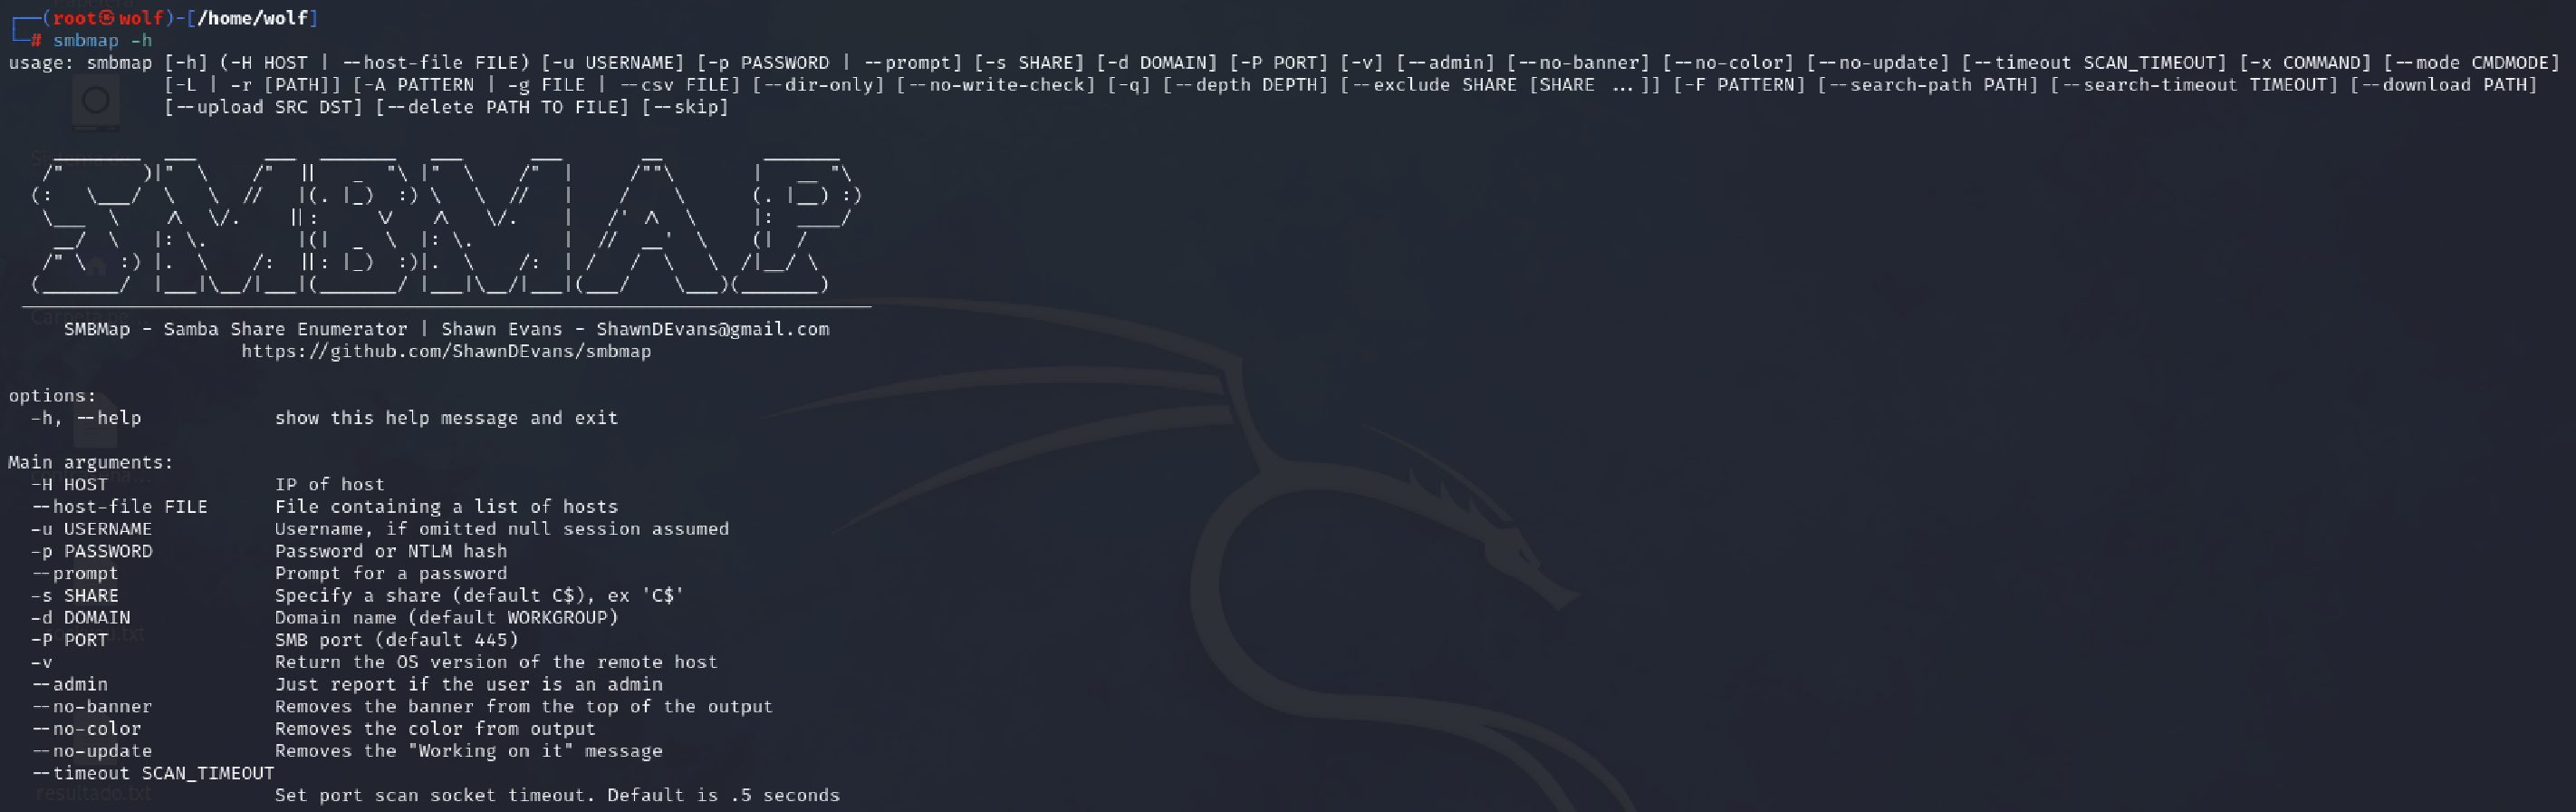 ┌──(root㉿wolf)-[/home/wolf]
└─# smbmap -h
usage: smbmap [-h] (-H HOST | --host-file FILE) [-u USERNAME] [-p PASSWORD | --prompt] [-s SHARE] [-d DOMAIN] [-P PORT] [-v] [--admin] [--no-banner] [--no-color] [--no-update] [--timeout SCAN_TIMEOUT] [-x COMMAND] [--mode CMDMODE]
[-L | -r [PATH]] [-A PATTERN | -g FILE | --csv FILE] [--dir-only] [--no-write-check] [-q] [--depth DEPTH] [--exclude SHARE [SHARE ...]] [-F PATTERN] [--search-path PATH] [--search-timeout TIMEOUT] [--download PATH]
[--upload SRC DST] [--delete PATH TO FILE] [--skip]
SMBMAP
SMBMap - Samba Share Enumerator | Shawn Evans - ShawnDEvans@gmail.com
https://github.com/ShawnDEvans/smbmap
options:
-h, --help show this help message and exit
Main arguments:
-H HOST IP of host
--host-file FILE File containing a list of hosts
-u USERNAME Username, if omitted null session assumed
-p PASSWORD Password or NTLM hash
--prompt Prompt for a password
-s SHARE Specify a share (default C$), ex 'C$'
-d DOMAIN Domain name (default WORKGROUP)
-P PORT SMB port (default 445)
-v Return the OS version of the remote host
--admin Just report if the user is an admin
--no-banner Removes the banner from the top of the output
--no-color Removes the color from output
--no-update Removes the "Working on it" message
--timeout SCAN_TIMEOUT
resultado.txt
Set port scan socket timeout. Default is .5 seconds